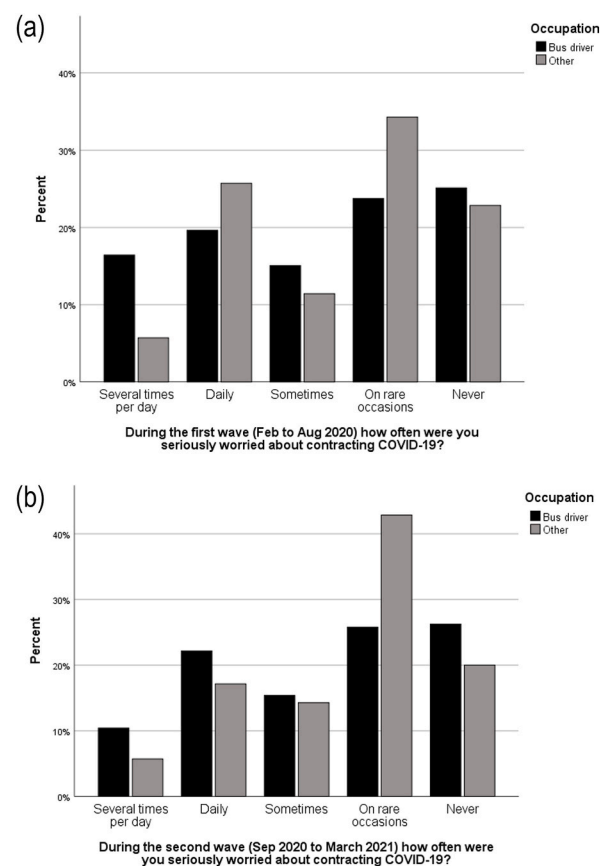 (a)
Occupation
Bus driver
Other
40%
30%
20%
10%
0%
Percent
Several times
per day
Daily
Sometimes
On rare
occasions
Never
During the first wave (Feb to Aug 2020) how often were you
seriously worried about contracting COVID-19?
(b)
Occupation
Bus driver
Other
40%
30%
20%
10%
0%
Percent
Several times
per day
Daily
Sometimes
On rare
occasions
Never
During the second wave (Sep 2020 to March 2021) how often were
you seriously worried about contracting COVID-19?